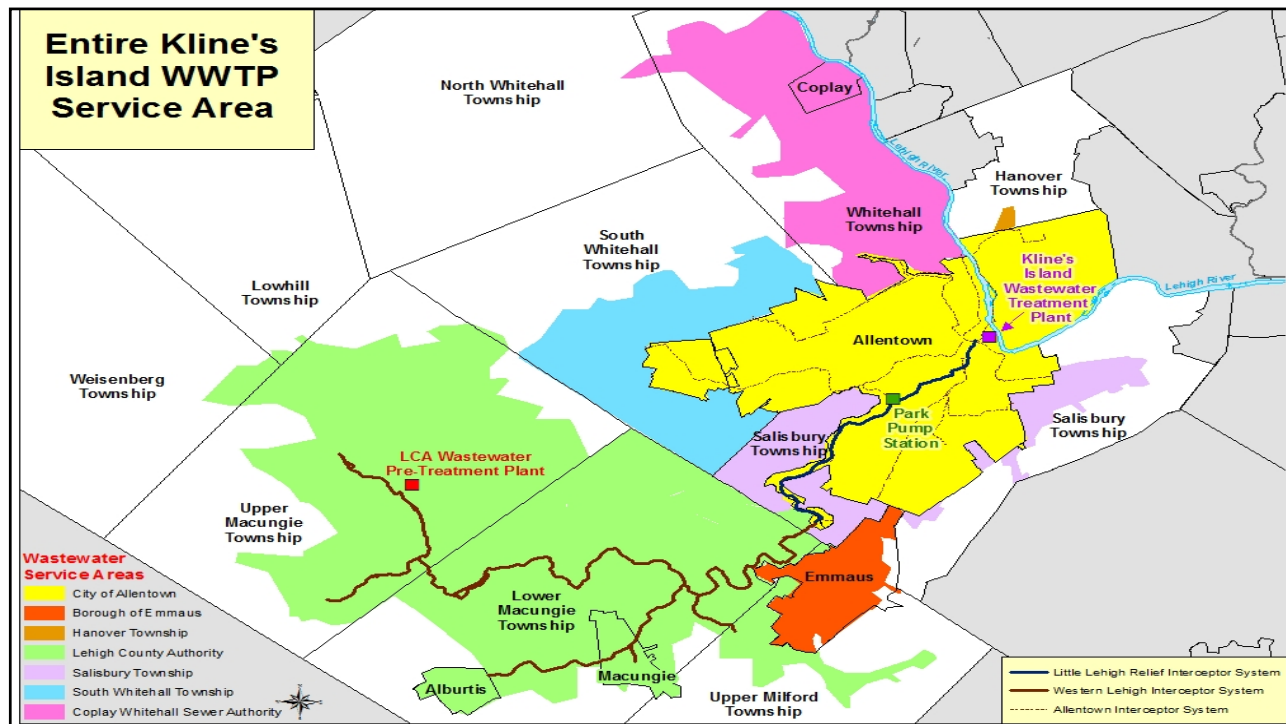 Entire Kline's
Island WWTP
Service Area
North Whitehall
Township
Coplay
Lehigh River
Hanover
Township
Whitehall
Township
South
Whitehall
Township
Kline's
Island
Wastewater
Treatment
Plant
Lehigh River
Lowhill
Township
Allentown
Weisenberg
Township
Park
Pump
Station
Salisbury
Township
Salisbury
Township
LCA Wastewater
Pre-Treatment Plant
Upper
Macungie
Township
Emmaus
Lower
Macungie
Township
Macungie
Alburtis
Upper Milford
Township
Wastewater
Service Areas
City of Allentown
Borough of Emmaus
Hanover Township
Lehigh County Authority
Salisbury Township
South Whitehall Township
Coplay Whitehall Sewer Authority
Little Lehigh Relief Interceptor System
Western Lehigh Interceptor System
Allentown Interceptor System